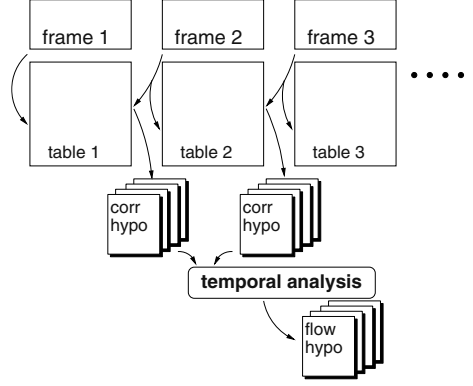 frame 1
frame 2
frame 3
table 1
table 2
table 3
corr
hypo
corr
hypo
temporal analysis
flow
hypo